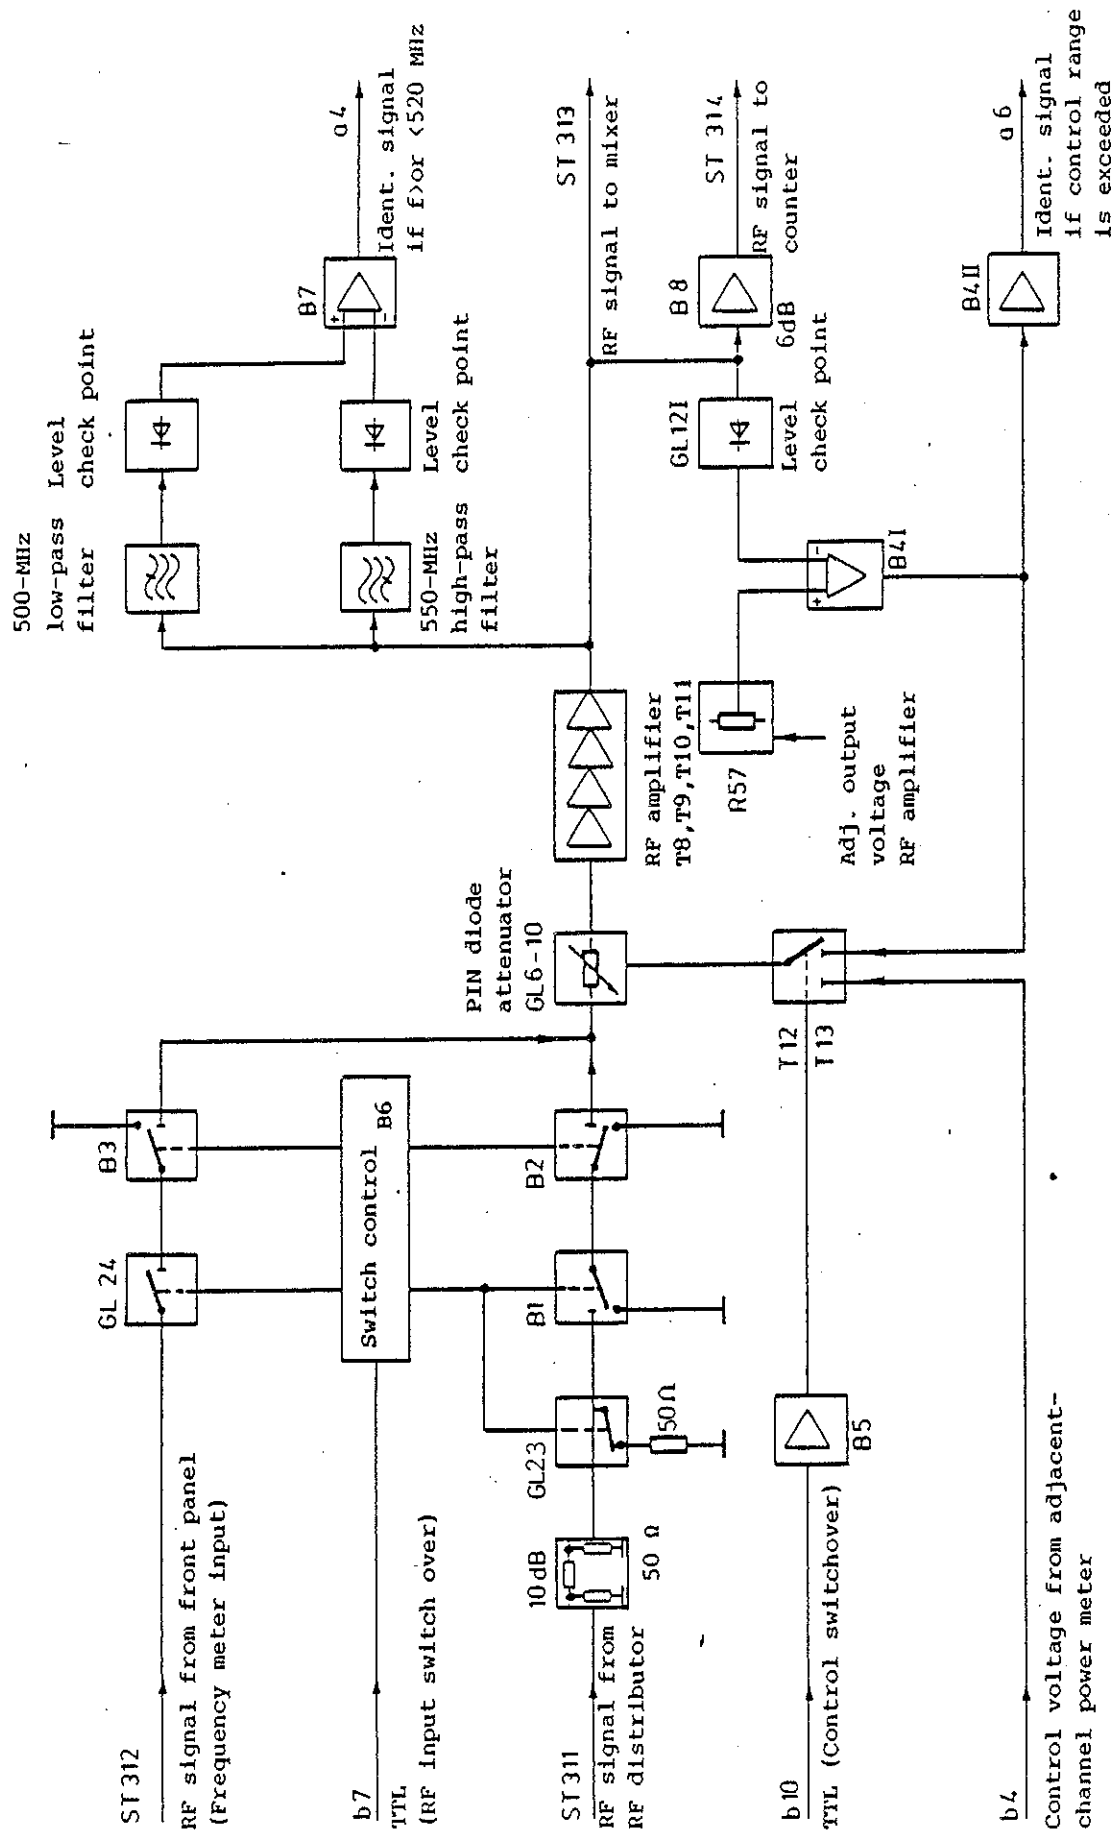 ST 312
RF signal from front panel
(Frequency meter input)
GL 24
B3
b7
TTL
(RF Input switch over)
Switch control
B6
500-MHz
low-pass
filter
Level
check point
550-MHz
high-pass
filter
Level
check point
B7
+
-
a4
Ident. signal
if f>or <520 MHz
ST 311
RF signal from
RF distributor
10 dB
50 Ω
GL23
50Ω
B1
B2
PIN diode
attenuator
GL6-10
RF amplifier
T8,T9,T10,T11
ST 313
RF signal to mixer
GL12I
Level
check point
B 8
6dB
ST 314
RF signal to
counter
R57
Adj. output
voltage
RF amplifier
+
-
B4I
b10
TTL (Control switchover)
B5
T12
T13
b4
Control voltage from adjacent-
channel power meter
B4II
a6
Ident. signal
if control range
is exceeded